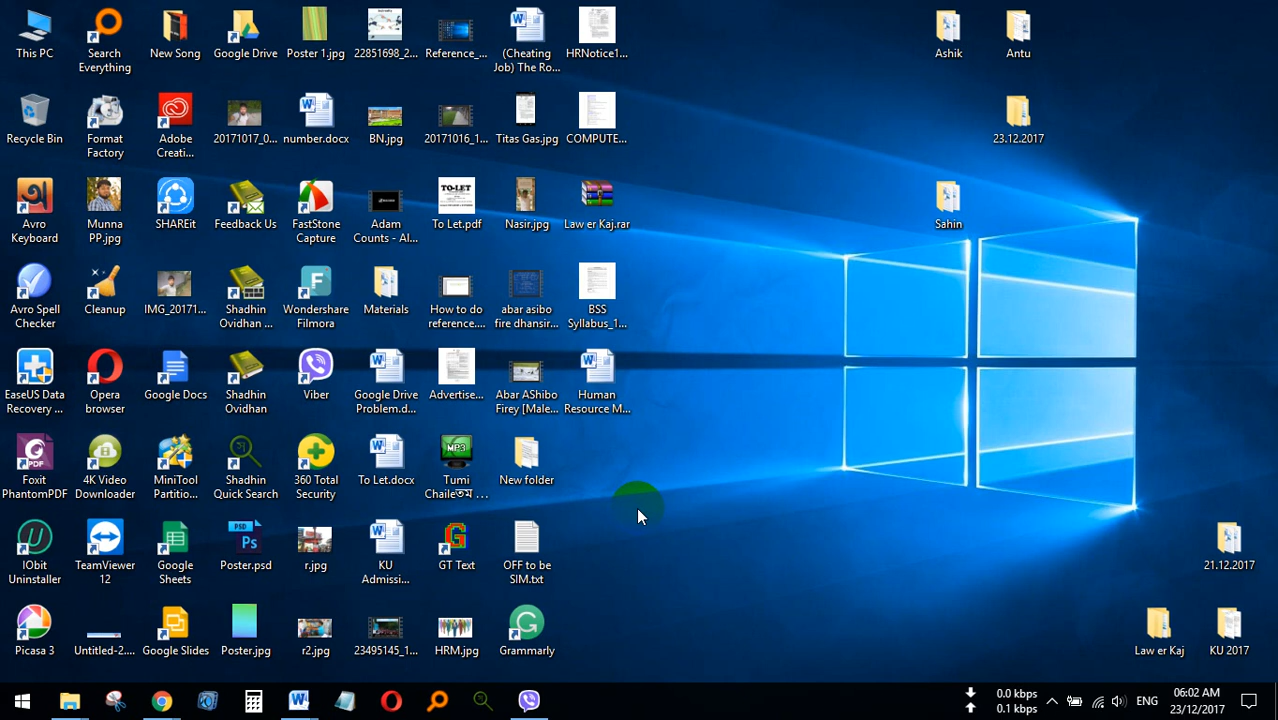 This PC
Search
Everything
New Song
Google Drive
Poster 1.jpg
22851698_2...
Reference_...
(Cheating
Job) The Ro...
HRNotice1...
Ashik
Antu
Recycle Bin
Format
Factory
Adobe
Creati...
20171017_0...
number.docx
BN.jpg
20171016_1...
Titas Gas.jpg
COMPUTE...
23.12.2017
Avro
Keyboard
Munna
PP.jpg
SHAREit
Feedback Us
FastStone
Capture
Adam
Counts - Al...
TO-LET
To Let.pdf
Nasir.jpg
Law er Kaj.rar
Sahin
Avro Spell
Checker
Cleanup
IMG_20171...
Shadhin
Ovidhan ...
Wondershare
Filmora
Materials
How to do
reference....
abar asibo
fire dhansir...
BSS
Syllabus_1...
EaseUS Data
Recovery ...
Opera
browser
Google Docs
Shadhin
Ovidhan
Viber
Google Drive
Problem.d...
Advertise...
Abar AShibo
Firey [Male...
Human
Resource M...
PDF
Foxit
PhantomPDF
4K Video
Downloader
MiniTool
Partitio...
Shadhin
Quick Search
360 Total
Security
To Let.docx
MP3
Tumi
Chaileতম ...
New folder
IObit
Uninstaller
TeamViewer
12
Google
Sheets
PSD
Ps
Poster.psd
r.jpg
KU
Admissi...
G
GT Text
OFF to be
SIM.txt
21.12.2017
Picasa 3
Untitled-2....
Google Slides
Poster.jpg
r2.jpg
23495145_1...
HRM.jpg
Grammarly
Law er Kaj
KU 2017
0.0 kbps
0.1 kbps
ENG
06:02 AM
23/12/2017